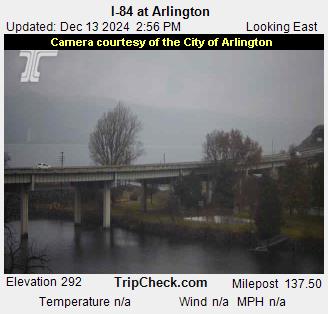 I-84 at Arlington
Updated: Dec 13 2024 2:56 PM Looking East
Camera courtesy of the City of Arlington
Elevation 292 TripCheck.com Milepost 137.50
Temperature n/a Wind n/a MPH n/a